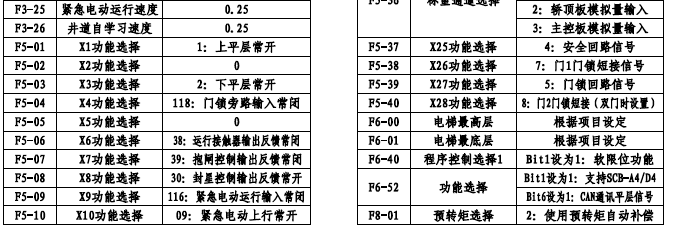 F3-25 紧急电动运行速度 0.25
F3-26 井道自学习速度 0.25
F5-01 X1功能选择 1: 上平层常开
F5-02 X2功能选择 0
F5-03 X3功能选择 2: 下平层常开
F5-04 X4功能选择 118: 门锁旁路输入常闭
F5-05 X5功能选择 0
F5-06 X6功能选择 38: 运行接触器输出反馈常闭
F5-07 X7功能选择 39: 抱闸控制输出反馈常闭
F5-08 X8功能选择 30: 封星控制输出反馈常开
F5-09 X9功能选择 116: 紧急电动运行输入常闭
F5-10 X10功能选择 09: 紧急电动上行常开
F5-36 称重通道选择
2: 轿顶板模拟量输入
3: 主控板模拟量输入
F5-37 X25功能选择 4: 安全回路信号
F5-38 X26功能选择 7: 门1门锁短接信号
F5-39 X27功能选择 5: 门锁回路信号
F5-40 X28功能选择 8: 门2门锁短接（双门时设置）
F6-00 电梯最高层 根据项目设定
F6-01 电梯最底层 根据项目设定
F6-40 程序控制选择1 Bit1设为1: 软限位功能
F6-52 功能选择 Bit1设为1: 支持SCB-A4/D4
Bit6设为1: CAN通讯平层信号
F8-01 预转矩选择 2: 使用预转矩自动补偿